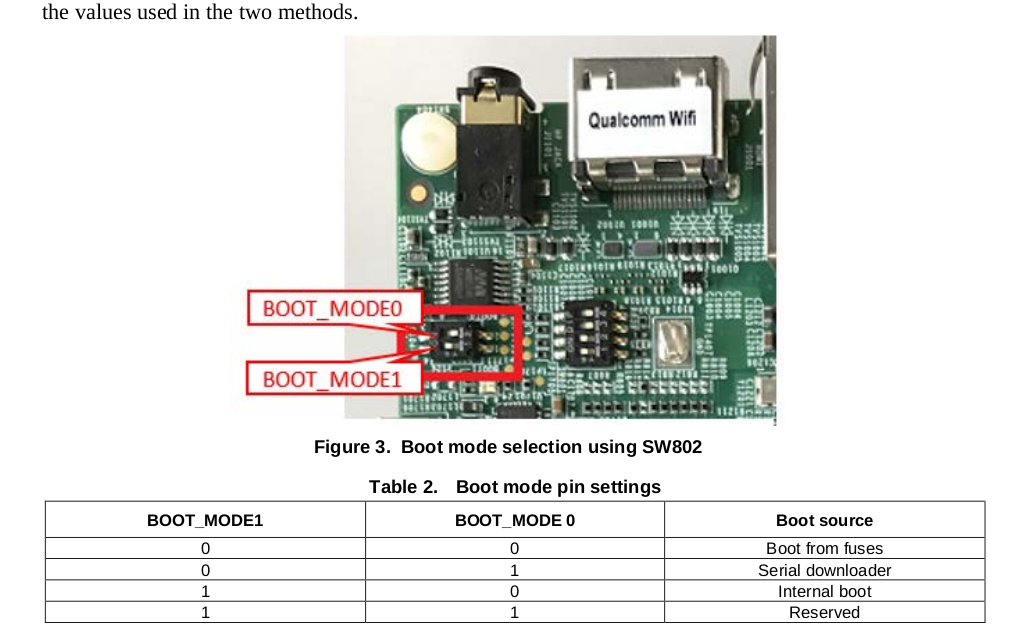 the values used in the two methods.
Qualcomm Wifi
BOOT_MODE0
BOOT_MODE1
Figure 3. Boot mode selection using SW802
Table 2. Boot mode pin settings
BOOT_MODE1 BOOT_MODE 0 Boot source
0 0 Boot from fuses
0 1 Serial downloader
1 0 Internal boot
1 1 Reserved